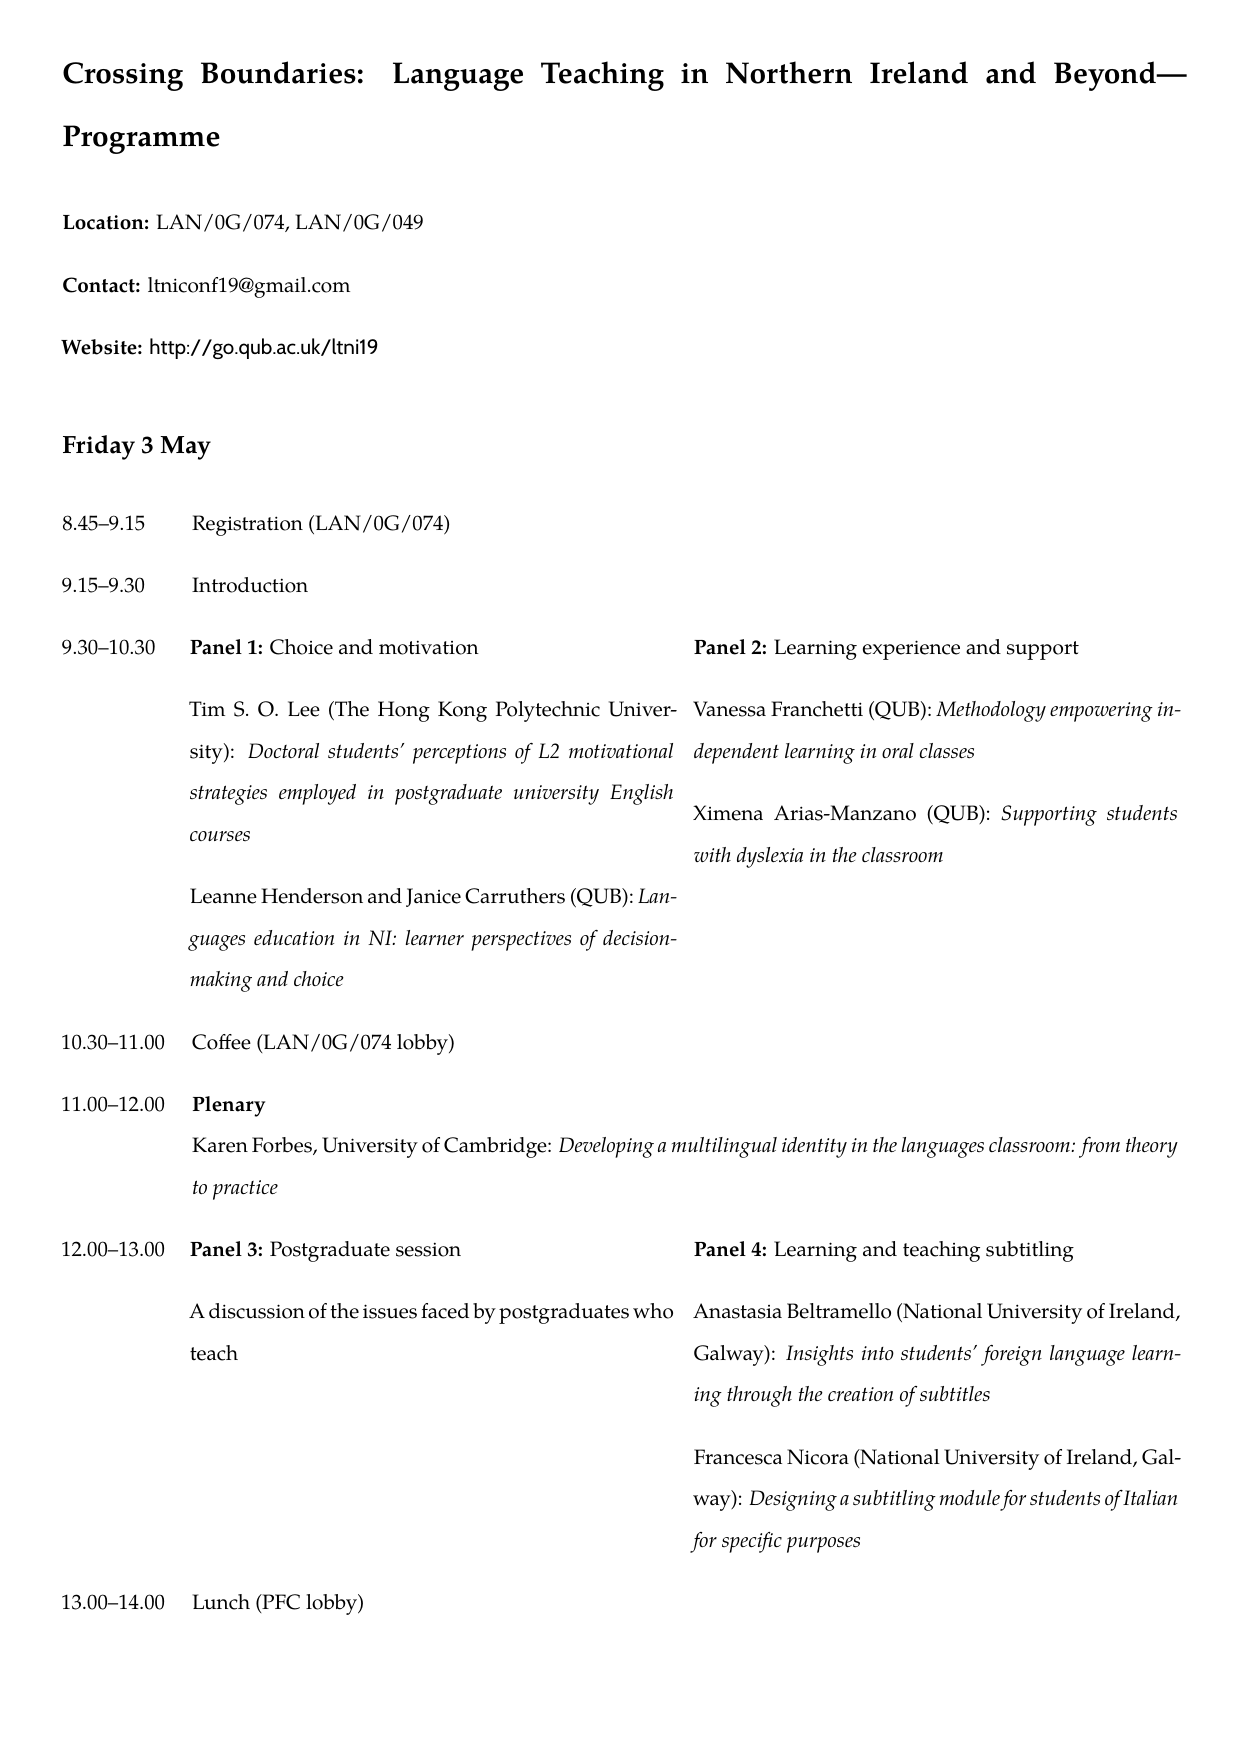 Crossing Boundaries: Language Teaching in Northern Ireland and Beyond—
Programme
Location: LAN/0G/074, LAN/0G/049
Contact: ltniconf19@gmail.com
Website: http://go.qub.ac.uk/ltni19
Friday 3 May
8.45–9.15 Registration (LAN/0G/074)
9.15–9.30 Introduction
9.30–10.30 Panel 1: Choice and motivation
Tim S. O. Lee (The Hong Kong Polytechnic Univer-
sity): Doctoral students’ perceptions of L2 motivational
strategies employed in postgraduate university English
courses
Leanne Henderson and Janice Carruthers (QUB): Lan-
guages education in NI: learner perspectives of decision-
making and choice
Panel 2: Learning experience and support
Vanessa Franchetti (QUB): Methodology empowering in-
dependent learning in oral classes
Ximena Arias-Manzano (QUB): Supporting students
with dyslexia in the classroom
10.30–11.00 Coffee (LAN/0G/074 lobby)
11.00–12.00 Plenary
Karen Forbes, University of Cambridge: Developing a multilingual identity in the languages classroom: from theory
to practice
12.00–13.00 Panel 3: Postgraduate session
A discussion of the issues faced by postgraduates who
teach
Panel 4: Learning and teaching subtitling
Anastasia Beltramello (National University of Ireland,
Galway): Insights into students’ foreign language learn-
ing through the creation of subtitles
Francesca Nicora (National University of Ireland, Gal-
way): Designing a subtitling module for students of Italian
for specific purposes
13.00–14.00 Lunch (PFC lobby)